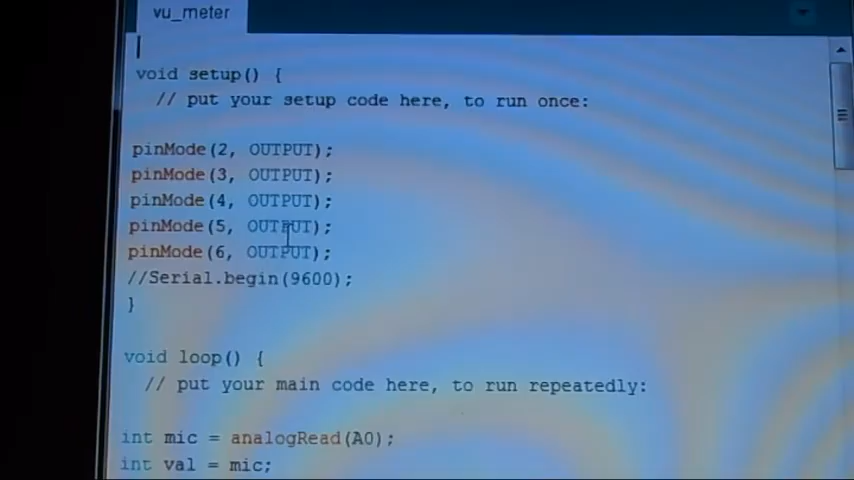 vu_meter
void setup() {
// put your setup code here, to run once:
pinMode(2, OUTPUT);
pinMode(3, OUTPUT);
pinMode(4, OUTPUT);
pinMode(5, OUTPUT);
pinMode(6, OUTPUT);
//Serial.begin(9600);
}
void loop() {
// put your main code here, to run repeatedly:
int mic = analogRead(A0);
int val = mic;